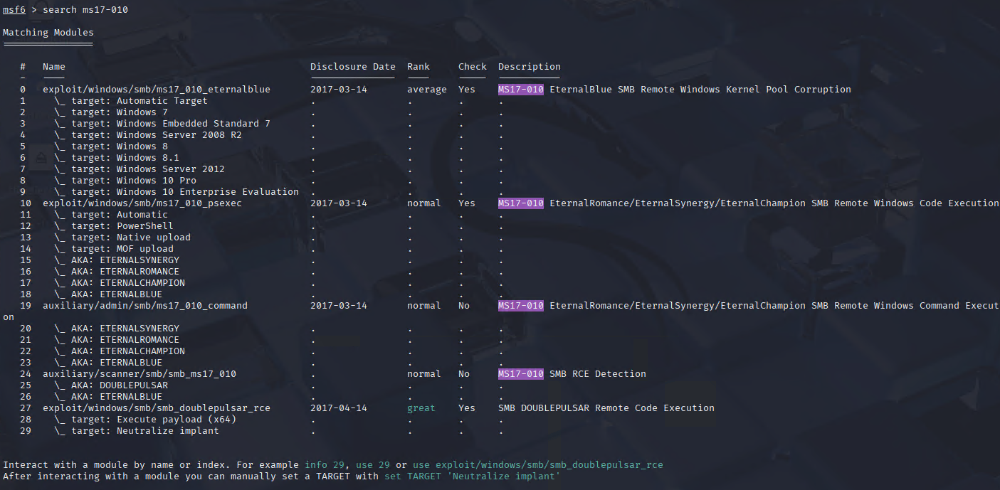 msf6 > search ms17-010
Matching Modules
================
# Name Disclosure Date Rank Check Description
- ---- --------------- ---- ----- -----------
0 exploit/windows/smb/ms17_010_eternalblue 2017-03-14 average Yes MS17-010 EternalBlue SMB Remote Windows Kernel Pool Corruption
1 \_ target: Automatic Target . . . .
2 \_ target: Windows 7 . . . .
3 \_ target: Windows Embedded Standard 7 . . . .
4 \_ target: Windows Server 2008 R2 . . . .
5 \_ target: Windows 8 . . . .
6 \_ target: Windows 8.1 . . . .
7 \_ target: Windows Server 2012 . . . .
8 \_ target: Windows 10 Pro . . . .
9 \_ target: Windows 10 Enterprise Evaluation . . . .
10 exploit/windows/smb/ms17_010_psexec 2017-03-14 normal Yes MS17-010 EternalRomance/EternalSynergy/EternalChampion SMB Remote Windows Code Execution
11 \_ target: Automatic . . . .
12 \_ target: PowerShell . . . .
13 \_ target: Native upload . . . .
14 \_ target: MOF upload . . . .
15 \_ AKA: ETERNALSYNERGY . . . .
16 \_ AKA: ETERNALROMANCE . . . .
17 \_ AKA: ETERNALCHAMPION . . . .
18 \_ AKA: ETERNALBLUE . . . .
19 auxiliary/admin/smb/ms17_010_command 2017-03-14 normal No MS17-010 EternalRomance/EternalSynergy/EternalChampion SMB Remote Windows Command Execut
on
20 \_ AKA: ETERNALSYNERGY . . . .
21 \_ AKA: ETERNALROMANCE . . . .
22 \_ AKA: ETERNALCHAMPION . . . .
23 \_ AKA: ETERNALBLUE . . . .
24 auxiliary/scanner/smb/smb_ms17_010 . normal No MS17-010 SMB RCE Detection
25 \_ AKA: DOUBLEPULSAR . . . .
26 \_ AKA: ETERNALBLUE . . . .
27 exploit/windows/smb/smb_doublepulsar_rce 2017-04-14 great Yes SMB DOUBLEPULSAR Remote Code Execution
28 \_ target: Execute payload (x64) . . . .
29 \_ target: Neutralize implant . . . .
Interact with a module by name or index. For example info 29, use 29 or use exploit/windows/smb/smb_doublepulsar_rce
After interacting with a module you can manually set a TARGET with set TARGET 'Neutralize implant'